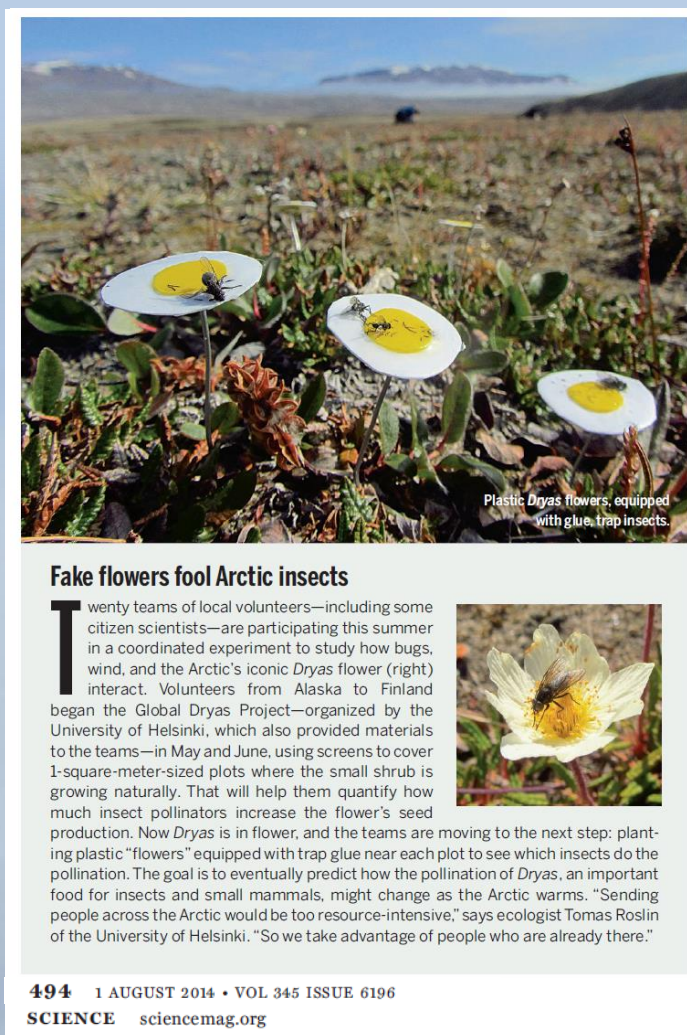 Plastic Dryas flowers, equipped
with glue, trap insects.
Fake flowers fool Arctic insects
Twenty teams of local volunteers—including some
citizen scientists—are participating this summer
in a coordinated experiment to study how bugs,
wind, and the Arctic's iconic Dryas flower (right)
interact. Volunteers from Alaska to Finland
began the Global Dryas Project—organized by the
University of Helsinki, which also provided materials
to the teams—in May and June, using screens to cover
1-square-meter-sized plots where the small shrub is
growing naturally. That will help them quantify how
much insect pollinators increase the flower's seed
production. Now Dryas is in flower, and the teams are moving to the next step: plant-
ing plastic “flowers” equipped with trap glue near each plot to see which insects do the
pollination. The goal is to eventually predict how the pollination of Dryas, an important
food for insects and small mammals, might change as the Arctic warms. “Sending
people across the Arctic would be too resource-intensive,” says ecologist Tomas Roslin
of the University of Helsinki. “So we take advantage of people who are already there.”
494 1 AUGUST 2014 • VOL 345 ISSUE 6196
SCIENCE sciencemag.org